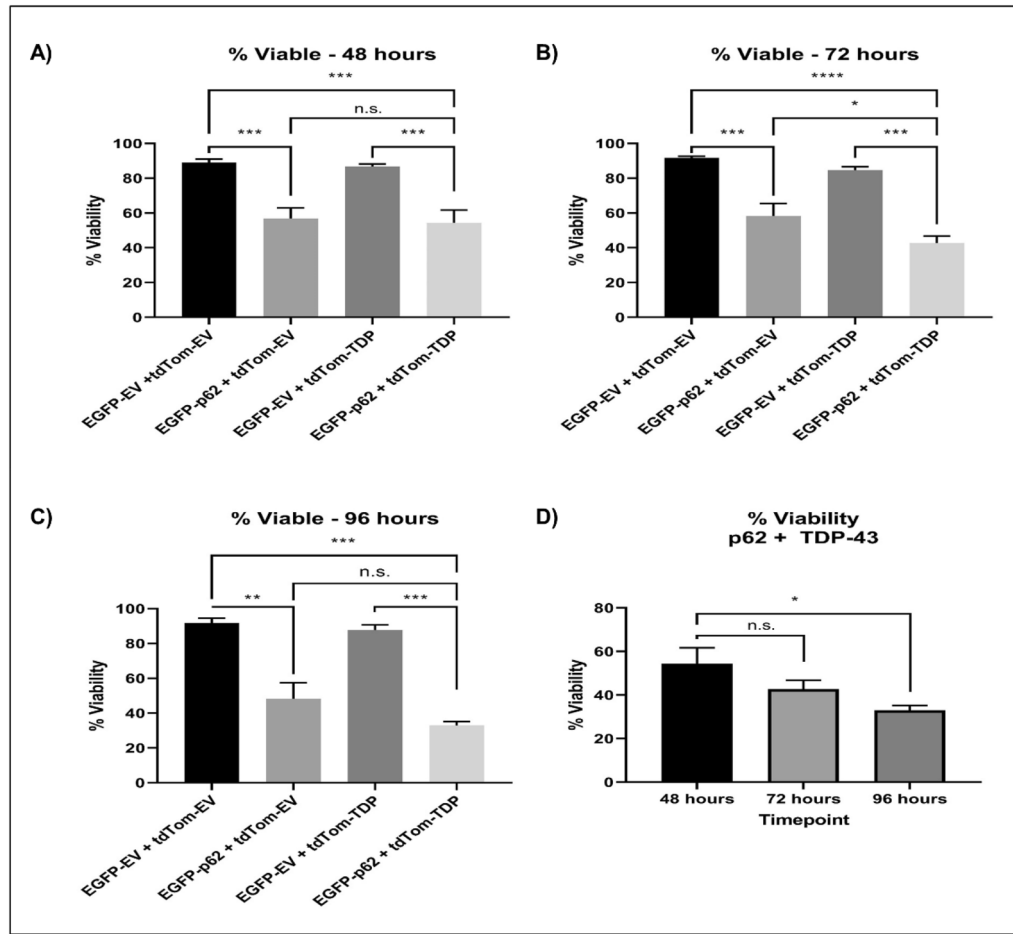 A)
% Viable - 48 hours
***
n.s.
***
***
100
80
60
40
20
0
% Viability
EGFP-EV +tdTom-EV
EGFP-p62 + tdTom-EV
EGFP-EV + tdTom-TDP
EGFP-p62 + tdTom-TDP
B)
% Viable - 72 hours
****
*
***
***
100
80
60
40
20
0
% Viability
EGFP-EV + tdTom-EV
EGFP-p62 + tdTom-EV
EGFP-EV + tdTom-TDP
EGFP-p62 + tdTom-TDP
C)
% Viable - 96 hours
***
n.s.
**
***
100
80
60
40
20
0
% Viability
EGFP-EV + tdTom-EV
EGFP-p62 + tdTom-EV
EGFP-EV + tdTom-TDP
EGFP-p62 + tdTom-TDP
D)
% Viability
p62 + TDP-43
*
n.s.
80
60
40
20
0
% Viability
48 hours
72 hours
96 hours
Timepoint